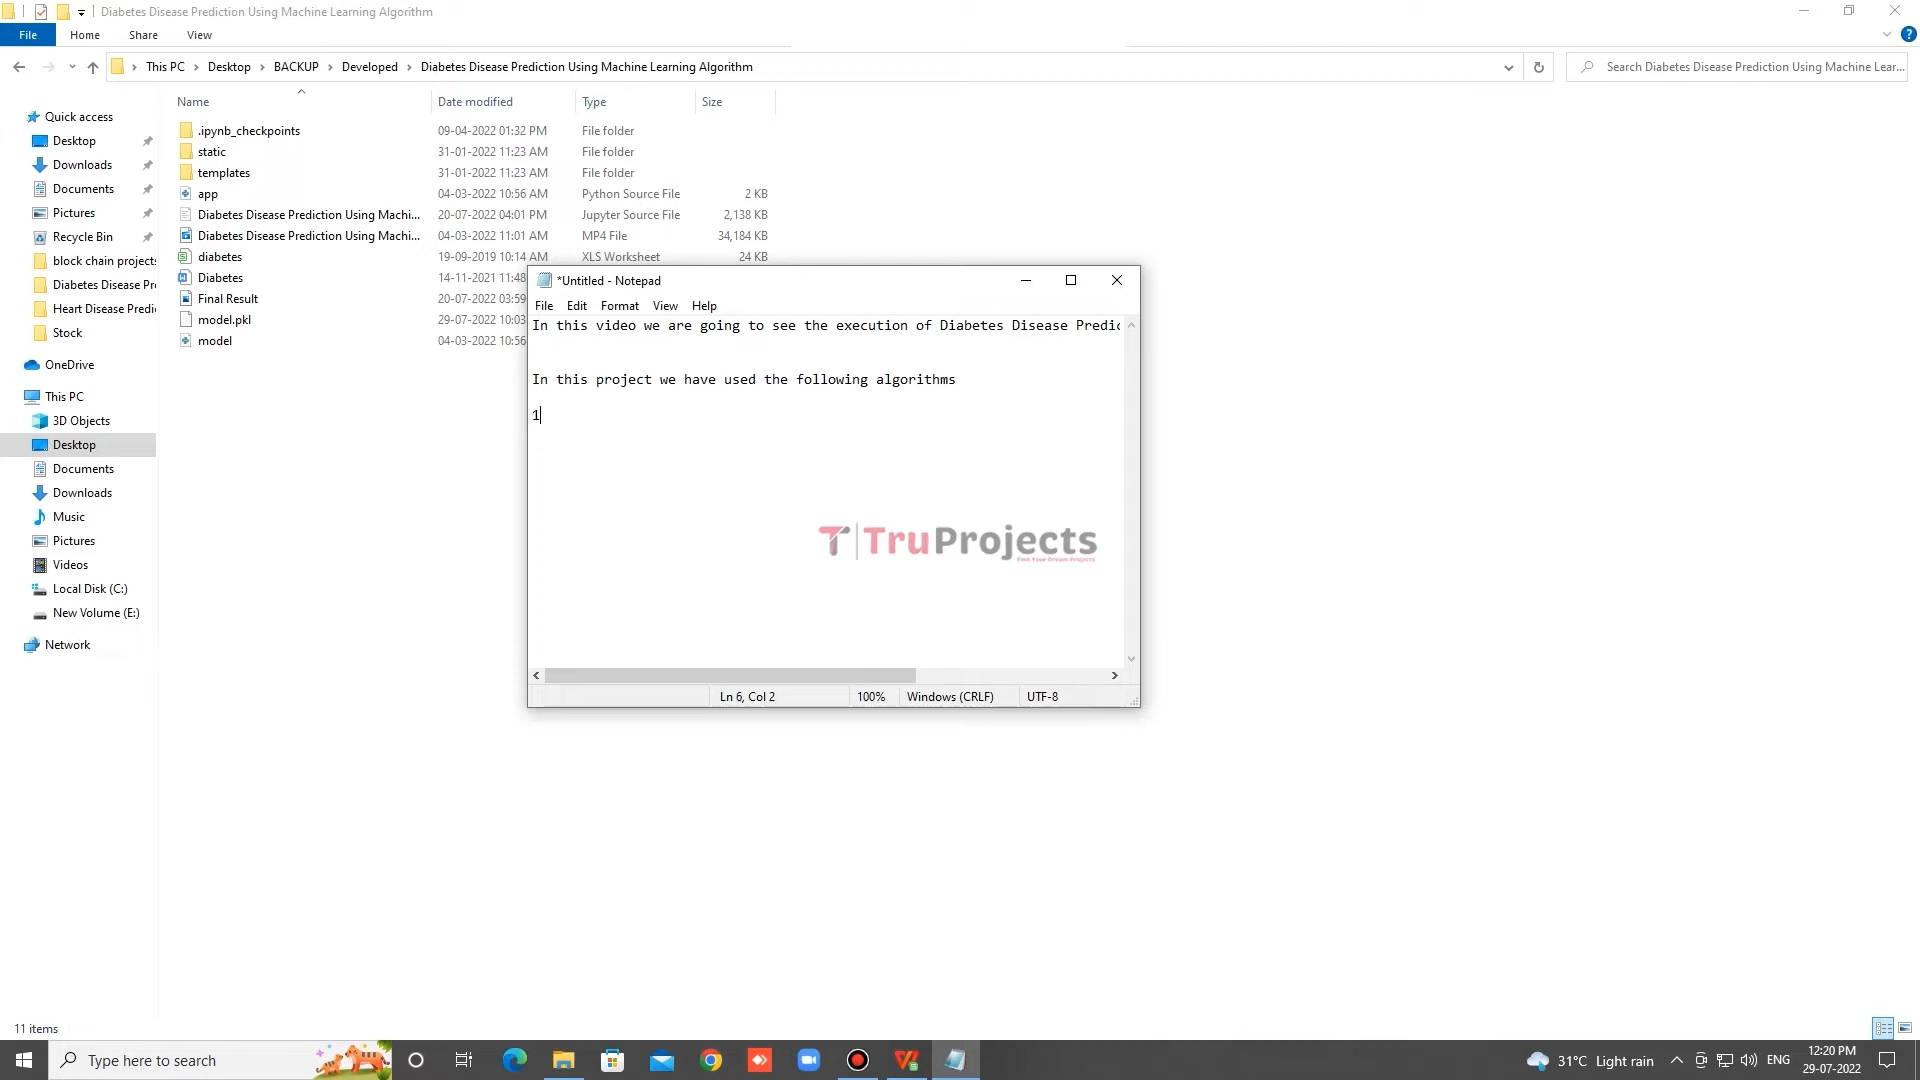 Diabetes Disease Prediction Using Machine Learning Algorithm
File Home Share View
This PC > Desktop > BACKUP > Developed > Diabetes Disease Prediction Using Machine Learning Algorithm
Search Diabetes Disease Prediction Using Machine Lear...
Name Date modified Type Size
.ipynb_checkpoints 09-04-2022 01:32 PM File folder
static 31-01-2022 11:23 AM File folder
templates 31-01-2022 11:23 AM File folder
app 04-03-2022 10:56 AM Python Source File 2 KB
Diabetes Disease Prediction Using Machi... 20-07-2022 04:01 PM Jupyter Source File 2,138 KB
Diabetes Disease Prediction Using Machi... 04-03-2022 11:01 AM MP4 File 34,184 KB
diabetes 19-09-2019 10:14 AM XLS Worksheet 24 KB
Diabetes 14-11-2021 11:48
Final Result 20-07-2022 03:59
model.pkl 29-07-2022 10:03
model 04-03-2022 10:56
Quick access
Desktop
Downloads
Documents
Pictures
Recycle Bin
block chain projects
Diabetes Disease Pre
Heart Disease Predic
Stock
OneDrive
This PC
3D Objects
Desktop
Documents
Downloads
Music
Pictures
Videos
Local Disk (C:)
New Volume (E:)
Network
*Untitled - Notepad
File Edit Format View Help
In this video we are going to see the execution of Diabetes Disease Predic
In this project we have used the following algorithms
1
TruProjects
Find Your Dream Projects
Ln 6, Col 2 100% Windows (CRLF) UTF-8
11 items
Type here to search
31°C Light rain
ENG
12:20 PM
29-07-2022